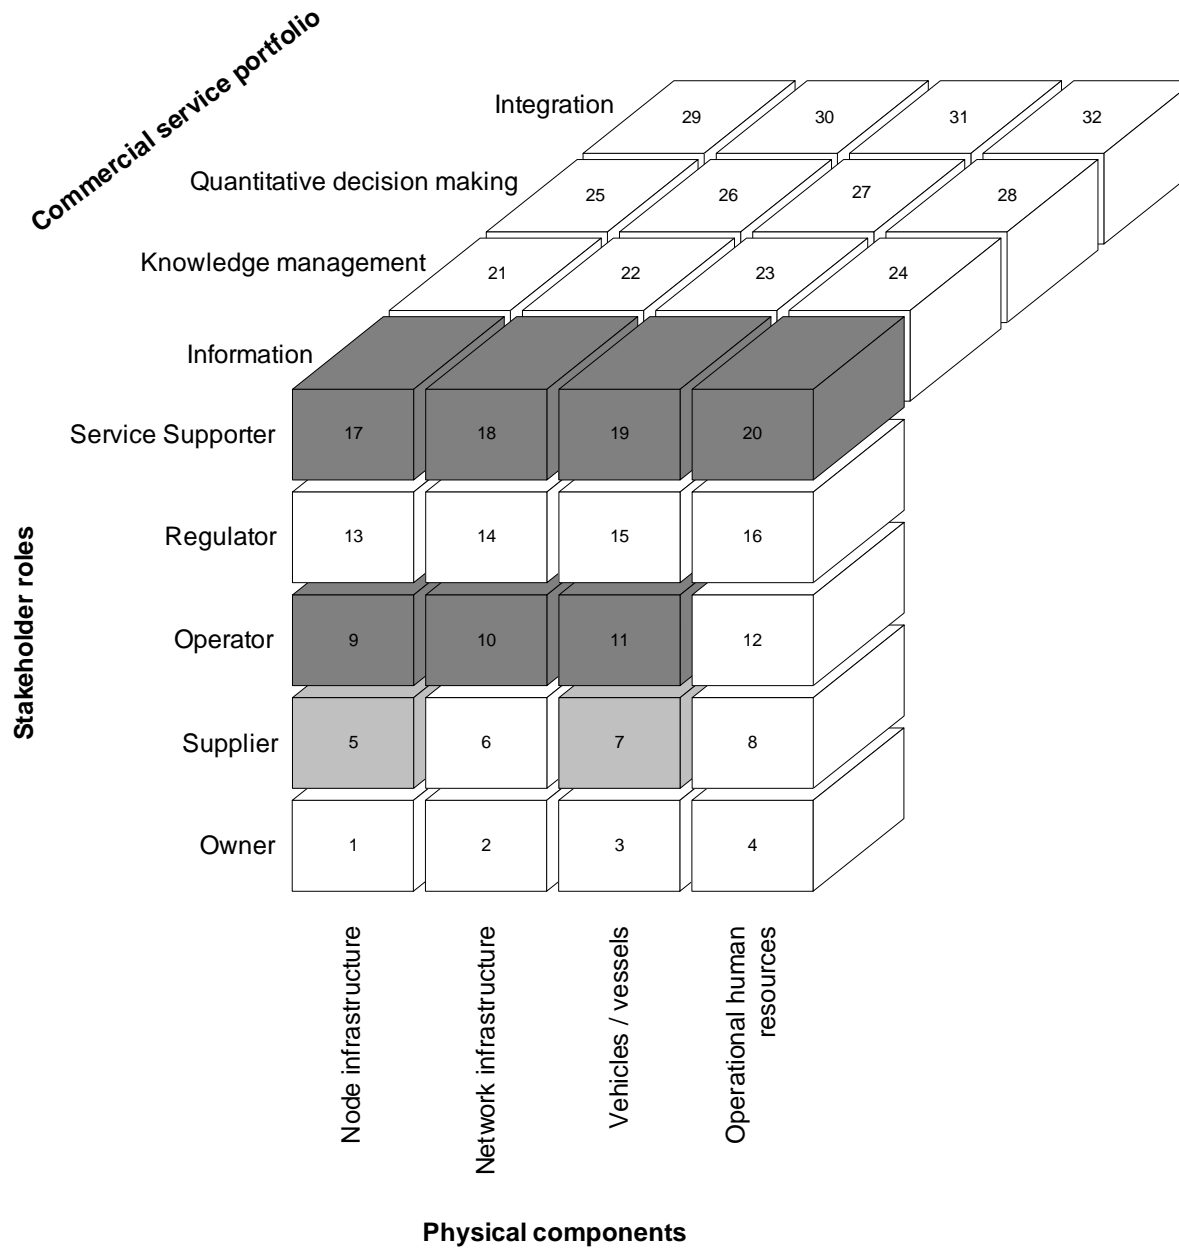 Commercial service portfolio
Integration
29 30 31 32
Quantitative decision making
25 26 27 28
Knowledge management
21 22 23 24
Information
Service Supporter
17 18 19 20
Stakeholder roles
Regulator
13 14 15 16
Operator
9 10 11 12
Supplier
5 6 7 8
Owner
1 2 3 4
Node infrastructure
Network infrastructure
Vehicles / vessels
Operational human
resources
Physical components